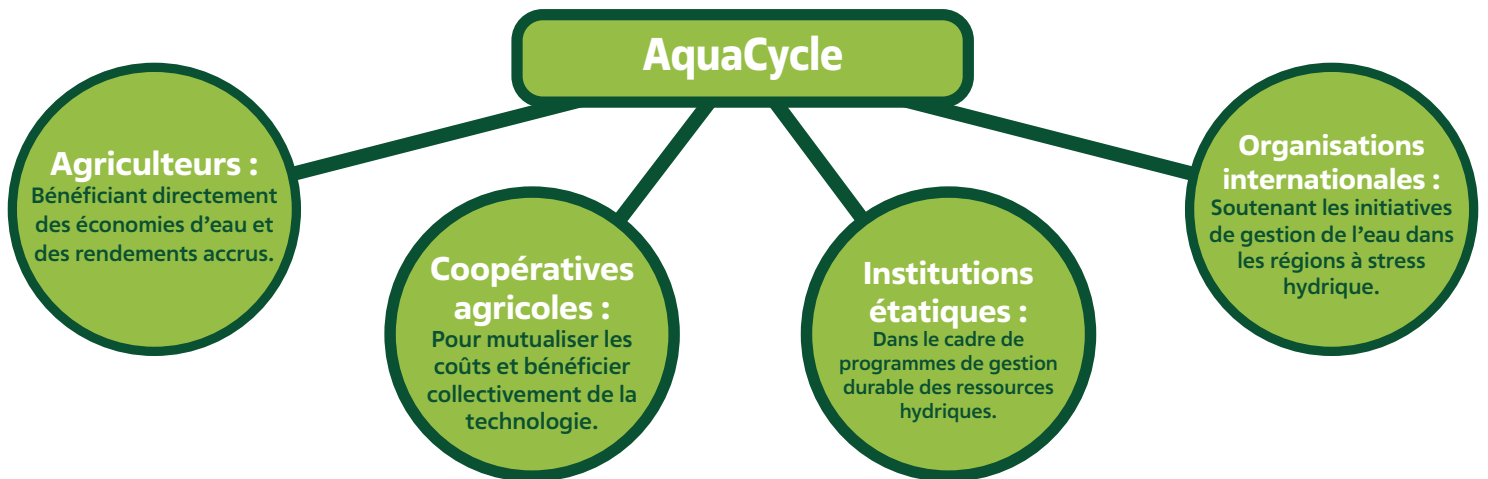 AquaCycle
Agriculteurs :
Bénéficiant directement
des économies d'eau et
des rendements accrus.
Coopératives
agricoles :
Pour mutualiser les
coûts et bénéficier
collectivement de la
technologie.
Institutions
étatiques :
Dans le cadre de
programmes de gestion
durable des ressources
hydriques.
Organisations
internationales :
Soutenant les initiatives
de gestion de l'eau dans
les régions à stress
hydrique.